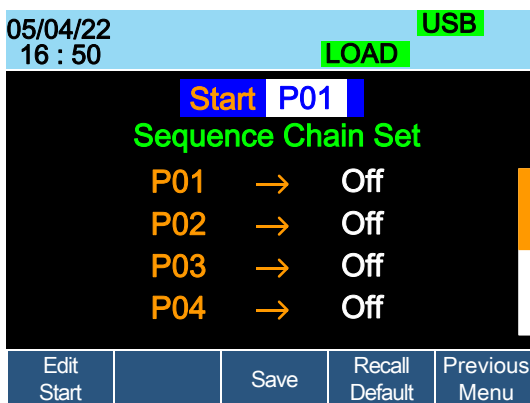 05/04/22 USB
16 : 50 LOAD
Start P01
Sequence Chain Set
P01 → Off
P02 → Off
P03 → Off
P04 → Off
Edit Start
Save
Recall Default
Previous Menu